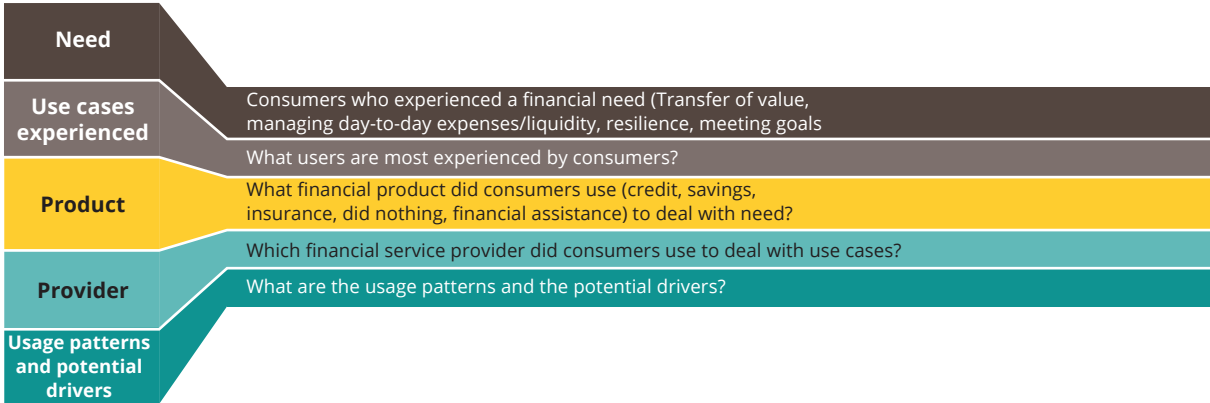 Need
Consumers who experienced a financial need (Transfer of value,
managing day-to-day expenses/liquidity, resilience, meeting goals
Use cases
experienced
What users are most experienced by consumers?
Product
What financial product did consumers use (credit, savings,
insurance, did nothing, financial assistance) to deal with need?
Provider
Which financial service provider did consumers use to deal with use cases?
Usage patterns
and potential
drivers
What are the usage patterns and the potential drivers?